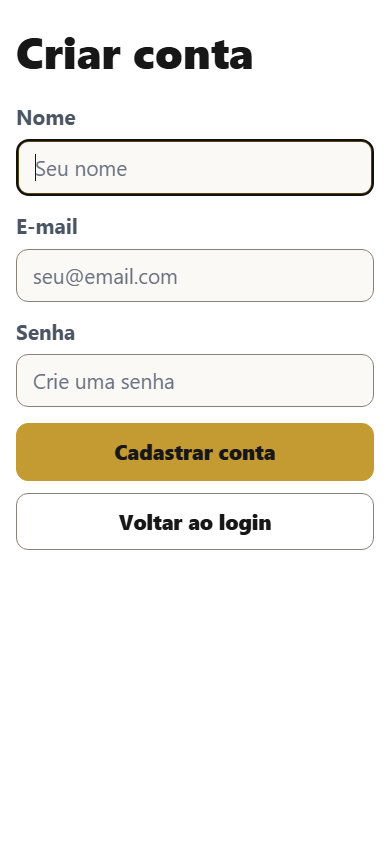 Criar conta
Nome
Seu nome
E-mail
seu@email.com
Senha
Crie uma senha
Cadastrar conta
Voltar ao login